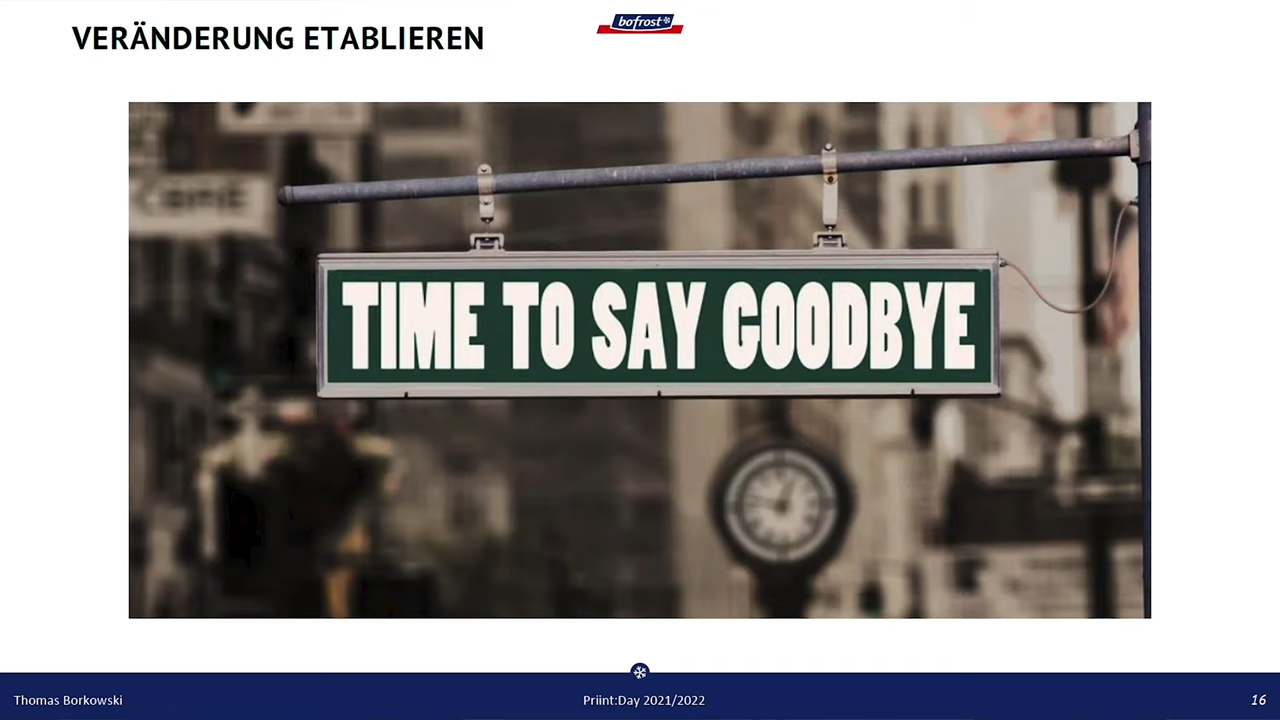 VERÄNDERUNG ETABLIEREN
bofrost
TIME TO SAY GOODBYE
Thomas Borkowski
Priint:Day 2021/2022
16